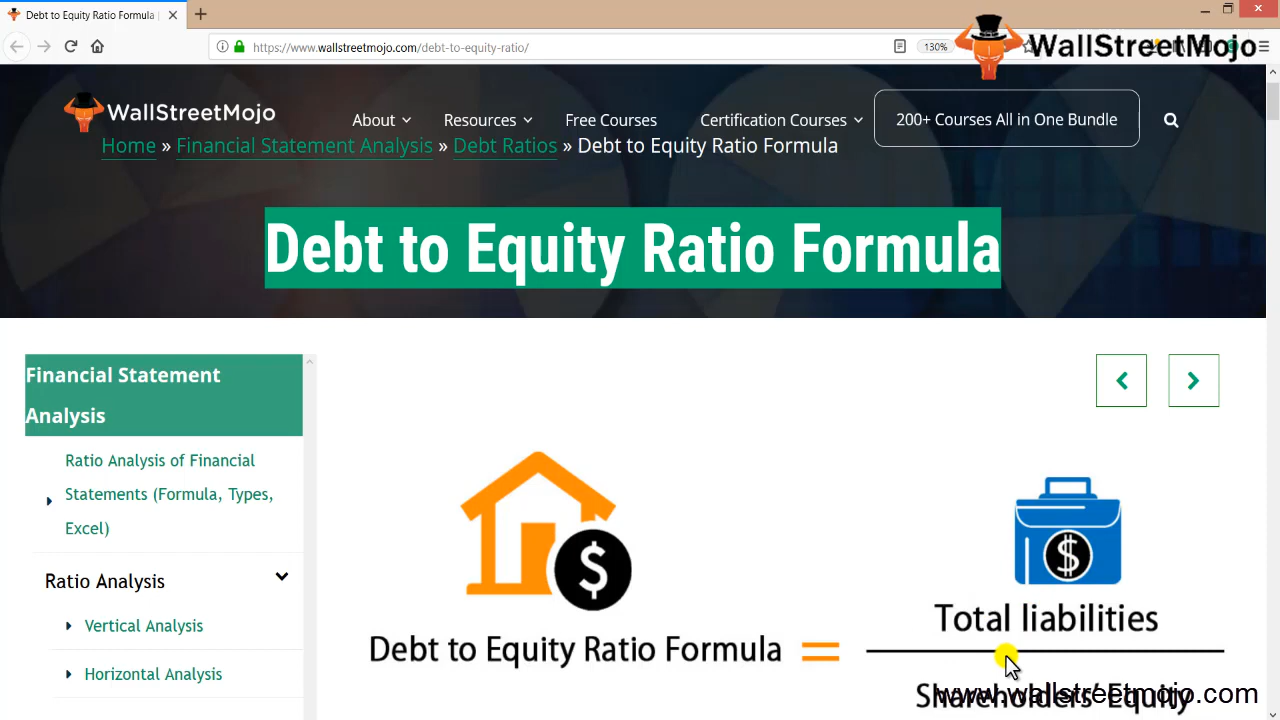 Debt to Equity Ratio Formula |
https://www.wallstreetmojo.com/debt-to-equity-ratio/
130%
WallStreetMojo
WallStreetMojo
About
Resources
Free Courses
Certification Courses
200+ Courses All in One Bundle
Home » Financial Statement Analysis » Debt Ratios » Debt to Equity Ratio Formula
Debt to Equity Ratio Formula
Financial Statement
Analysis
Ratio Analysis of Financial
Statements (Formula, Types,
Excel)
Ratio Analysis
Vertical Analysis
Horizontal Analysis
$
$
Debt to Equity Ratio Formula =
Total liabilities
Shareholders' Equity
www.wallstreetmojo.com